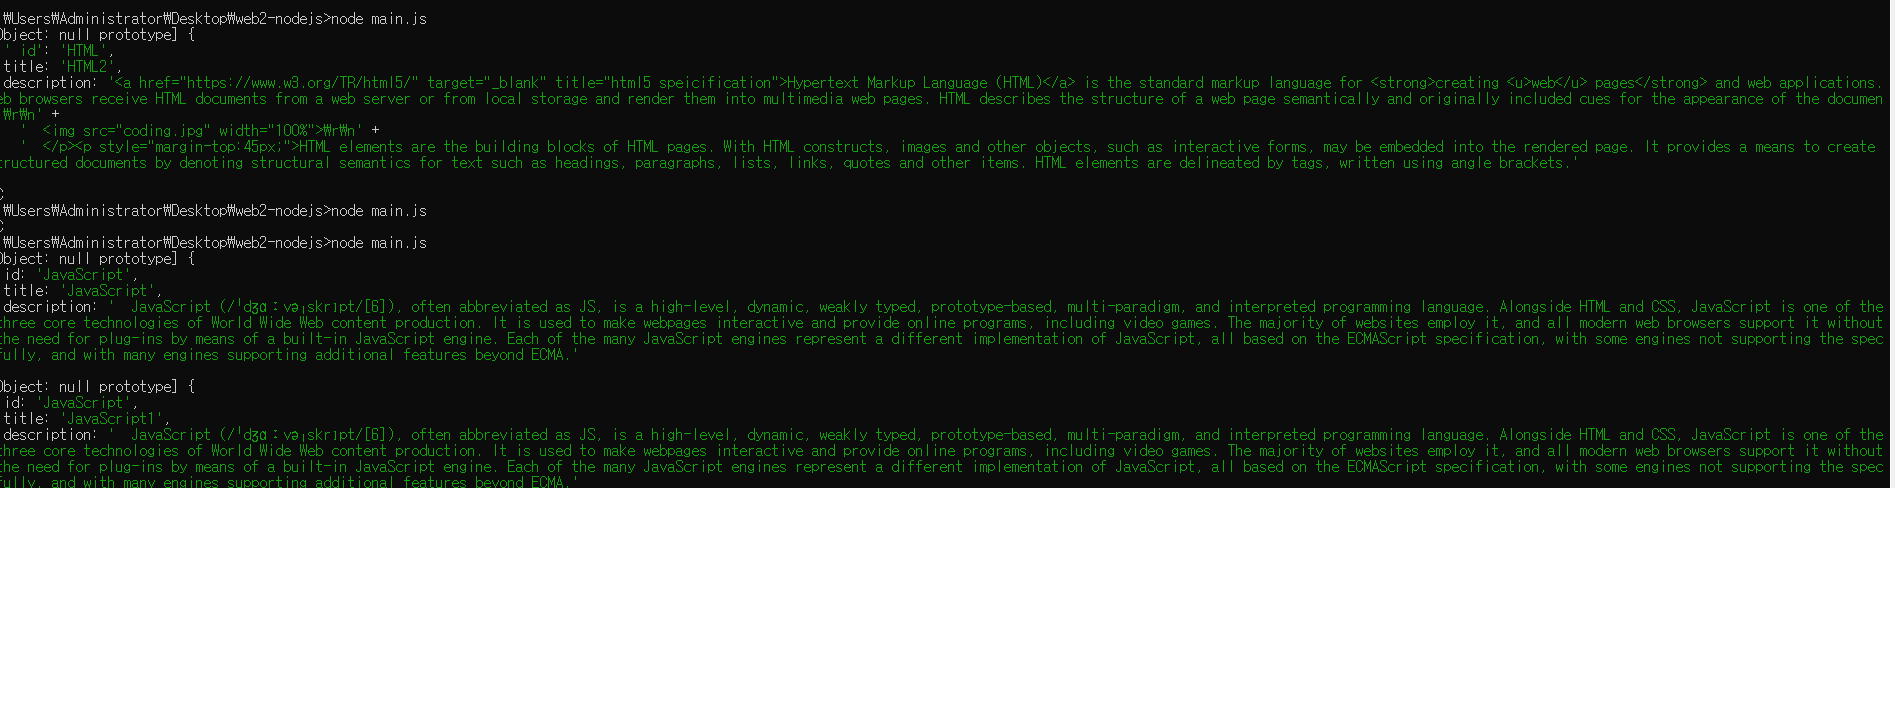 ₩Users₩Administrator₩Desktop₩web2-nodejs>node main.js
Object: null prototype] {
' id': 'HTML',
title: 'HTML2',
description: '<a href="https://www.w3.org/TR/html5/" target="_blank" title="html5 speicification">Hypertext Markup Language (HTML)</a> is the standard markup language for <strong>creating <u>web</u> pages</strong> and web applications.
eb browsers receive HTML documents from a web server or from local storage and render them into multimedia web pages. HTML describes the structure of a web page semantically and originally included cues for the appearance of the documen
₩r₩n' +
'  <img src="coding.jpg" width="100%">₩r₩n' +
'  </p><p style="margin-top:45px;">HTML elements are the building blocks of HTML pages. With HTML constructs, images and other objects, such as interactive forms, may be embedded into the rendered page. It provides a means to create
tructured documents by denoting structural semantics for text such as headings, paragraphs, lists, links, quotes and other items. HTML elements are delineated by tags, written using angle brackets.'
C
₩Users₩Administrator₩Desktop₩web2-nodejs>node main.js
C
₩Users₩Administrator₩Desktop₩web2-nodejs>node main.js
Object: null prototype] {
id: 'JavaScript',
title: 'JavaScript',
description: '  JavaScript (/ˈdʒɑːvəˌskrɪpt/[6]), often abbreviated as JS, is a high-level, dynamic, weakly typed, prototype-based, multi-paradigm, and interpreted programming language. Alongside HTML and CSS, JavaScript is one of the
three core technologies of World Wide Web content production. It is used to make webpages interactive and provide online programs, including video games. The majority of websites employ it, and all modern web browsers support it without
the need for plug-ins by means of a built-in JavaScript engine. Each of the many JavaScript engines represent a different implementation of JavaScript, all based on the ECMAScript specification, with some engines not supporting the spec
fully, and with many engines supporting additional features beyond ECMA.'
Object: null prototype] {
id: 'JavaScript',
title: 'JavaScript1',
description: '  JavaScript (/ˈdʒɑːvəˌskrɪpt/[6]), often abbreviated as JS, is a high-level, dynamic, weakly typed, prototype-based, multi-paradigm, and interpreted programming language. Alongside HTML and CSS, JavaScript is one of the
three core technologies of World Wide Web content production. It is used to make webpages interactive and provide online programs, including video games. The majority of websites employ it, and all modern web browsers support it without
the need for plug-ins by means of a built-in JavaScript engine. Each of the many JavaScript engines represent a different implementation of JavaScript, all based on the ECMAScript specification, with some engines not supporting the spec
fully, and with many engines supporting additional features beyond ECMA.'